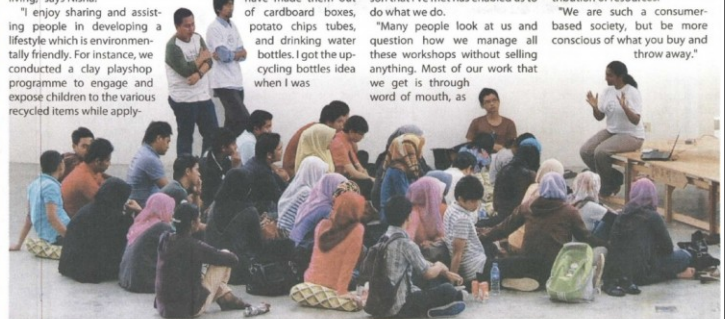 living," says Nisha.
"I enjoy sharing and assist-
ing people in developing a
lifestyle which is environmen-
tally friendly. For instance, we
conducted a clay playshop
programme to engage and
expose children to the various
recycled items while apply-
have made them out
of cardboard boxes,
potato chips tubes,
and drinking water
bottles. I got the up-
cycling bottles idea
when I was
do what we do.
"Many people look at us and
question how we manage all
these workshops without selling
anything. Most of our work that
we get is through
word of mouth, as
"We are such a consumer-
based society, but be more
conscious of what you buy and
throw away."